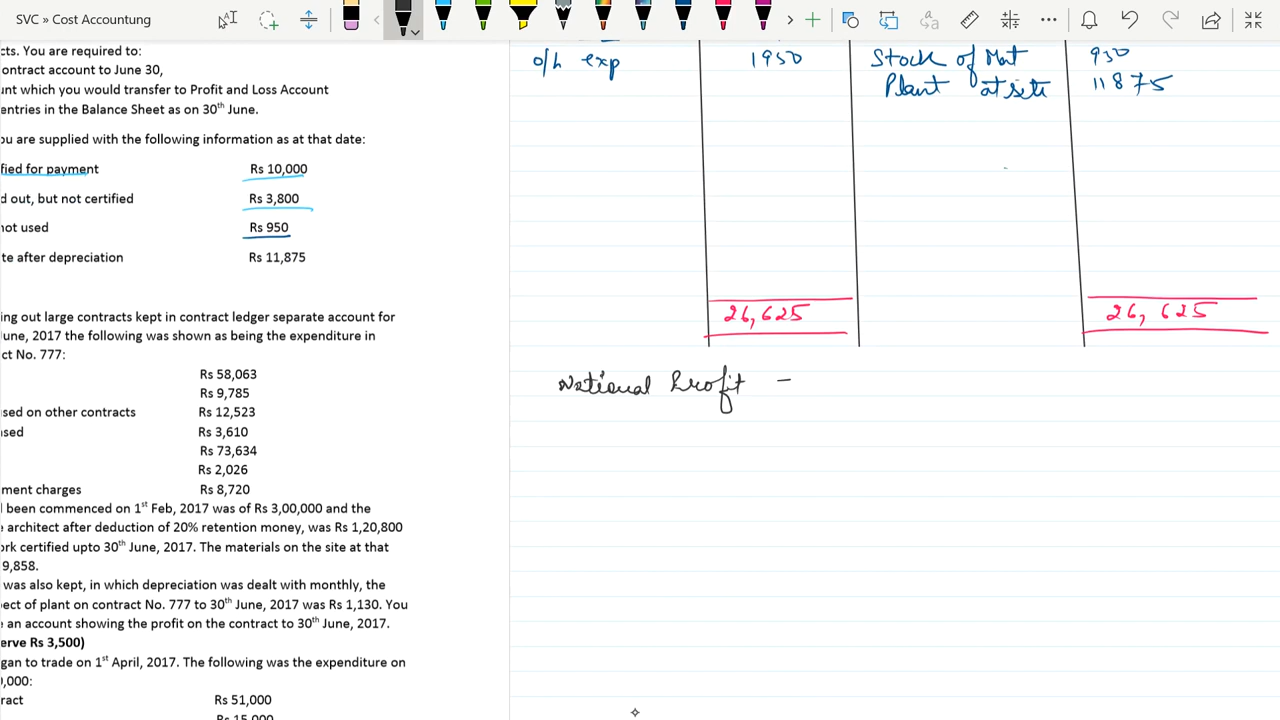 SVC » Cost Accountung
cts. You are required to:
ontract account to June 30,
unt which you would transfer to Profit and Loss Account
entries in the Balance Sheet as on 30th June.
ou are supplied with the following information as at that date:
fied for payment Rs 10,000
d out, but not certified Rs 3,800
not used Rs 950
te after depreciation Rs 11,875
ing out large contracts kept in contract ledger separate account for
une, 2017 the following was shown as being the expenditure in
ct No. 777:
Rs 58,063
Rs 9,785
sed on other contracts Rs 12,523
ased Rs 3,610
Rs 73,634
Rs 2,026
ment charges Rs 8,720
l been commenced on 1st Feb, 2017 was of Rs 3,00,000 and the
e architect after deduction of 20% retention money, was Rs 1,20,800
ork certified upto 30th June, 2017. The materials on the site at that
9,858.
was also kept, in which depreciation was dealt with monthly, the
pect of plant on contract No. 777 to 30th June, 2017 was Rs 1,130. You
e an account showing the profit on the contract to 30th June, 2017.
erve Rs 3,500)
gan to trade on 1st April, 2017. The following was the expenditure on
0,000:
ract Rs 51,000
Rs 15,000
o/h exp 1950 Stock of Mat 950
Plant at site 11875
26,625 26,625
Notional Profit =